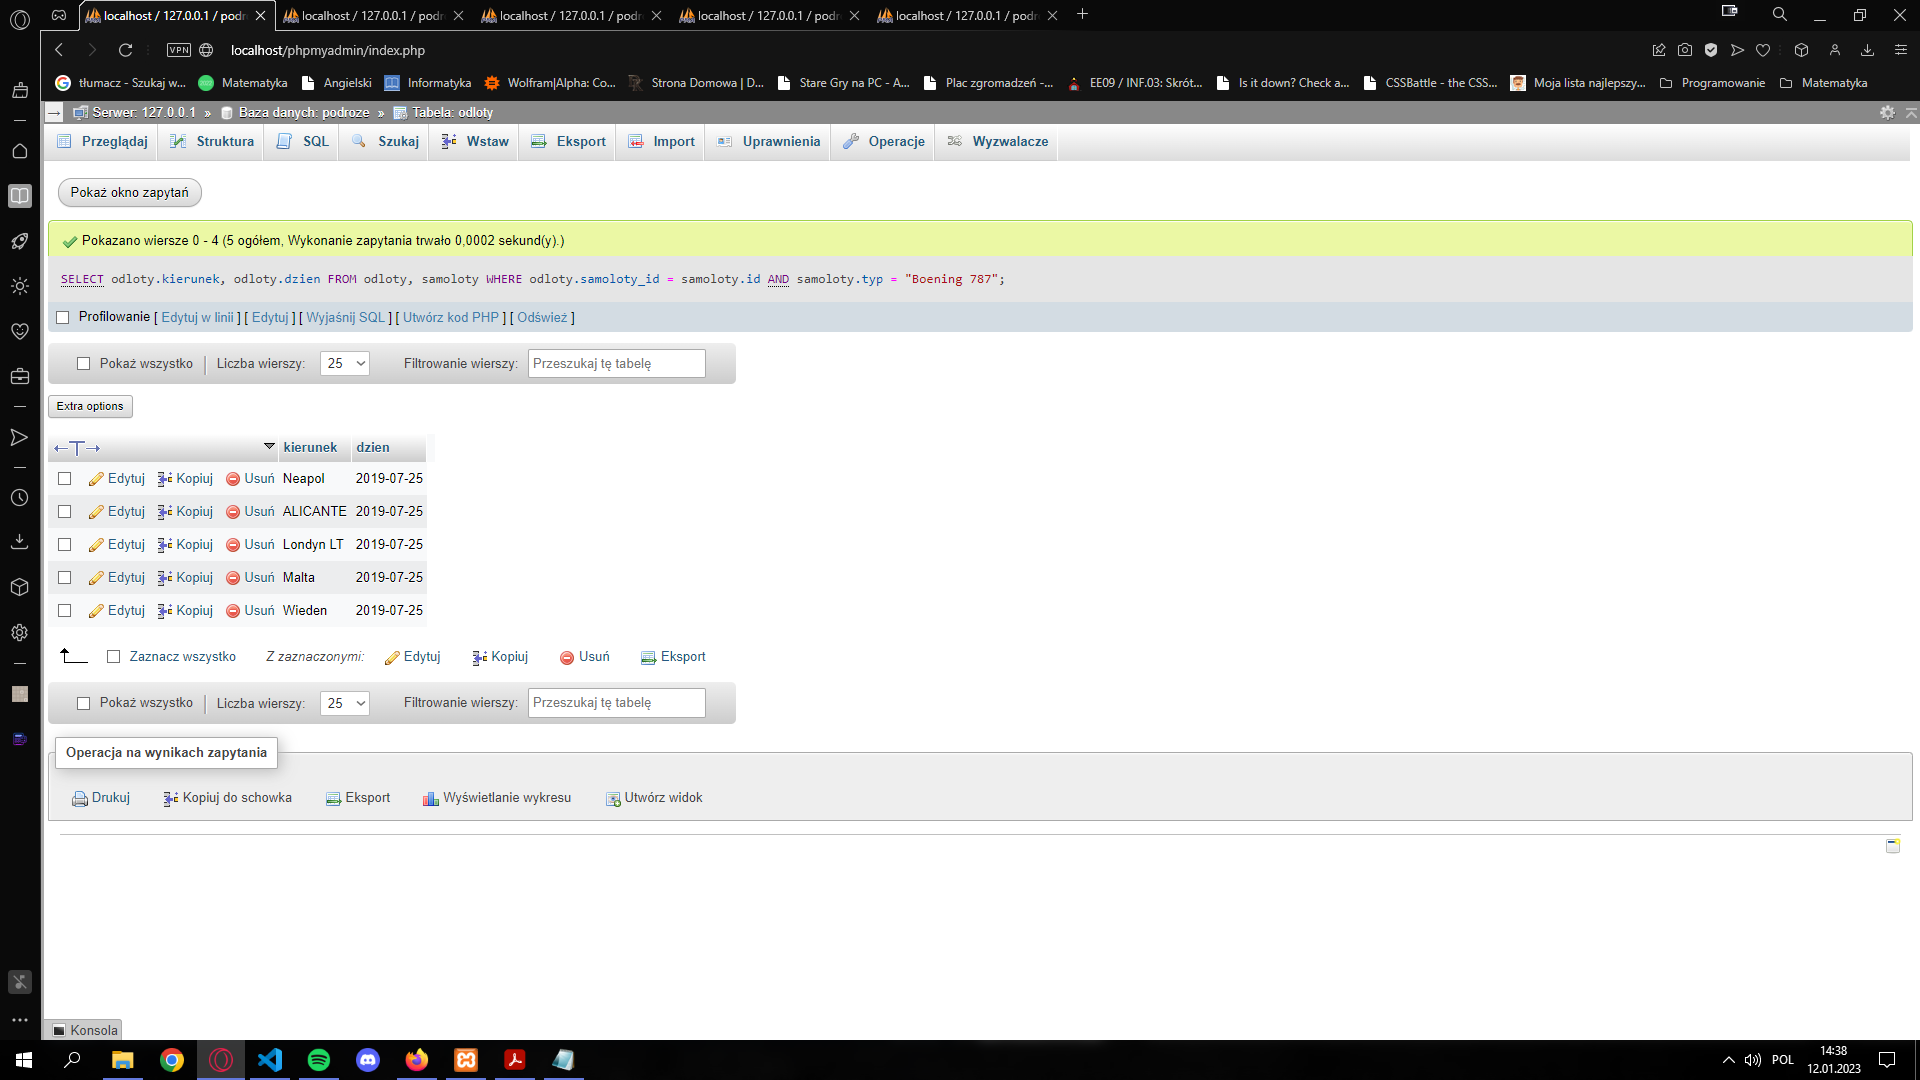 localhost / 127.0.0.1 / podr
localhost / 127.0.0.1 / podr
localhost / 127.0.0.1 / podr
localhost / 127.0.0.1 / podr
localhost / 127.0.0.1 / podr
VPN localhost/phpmyadmin/index.php
tłumacz - Szukaj w... Matematyka Angielski Informatyka Wolfram|Alpha: Co... Strona Domowa | D... Stare Gry na PC - A... Plac zgromadzeń -... EE09 / INF.03: Skrót... Is it down? Check a... CSSBattle - the CSS... Moja lista najlepszy... Programowanie Matematyka
Serwer: 127.0.0.1 » Baza danych: podroze » Tabela: odloty
Przeglądaj Struktura SQL Szukaj Wstaw Eksport Import Uprawnienia Operacje Wyzwalacze
Pokaż okno zapytań
Pokazano wiersze 0 - 4 (5 ogółem, Wykonanie zapytania trwało 0,0002 sekund(y).)
SELECT odloty.kierunek, odloty.dzien FROM odloty, samoloty WHERE odloty.samoloty_id = samoloty.id AND samoloty.typ = "Boening 787";
Profilowanie [ Edytuj w linii ] [ Edytuj ] [ Wyjaśnij SQL ] [ Utwórz kod PHP ] [ Odśwież ]
Pokaż wszystko Liczba wierszy: 25 Filtrowanie wierszy: Przeszukaj tę tabelę
Extra options
←T→ kierunek dzien
Edytuj Kopiuj Usuń Neapol 2019-07-25
Edytuj Kopiuj Usuń ALICANTE 2019-07-25
Edytuj Kopiuj Usuń Londyn LT 2019-07-25
Edytuj Kopiuj Usuń Malta 2019-07-25
Edytuj Kopiuj Usuń Wieden 2019-07-25
Zaznacz wszystko Z zaznaczonymi: Edytuj Kopiuj Usuń Eksport
Pokaż wszystko Liczba wierszy: 25 Filtrowanie wierszy: Przeszukaj tę tabelę
Operacja na wynikach zapytania
Drukuj Kopiuj do schowka Eksport Wyświetlanie wykresu Utwórz widok
Konsola
POL 14:38
12.01.2023